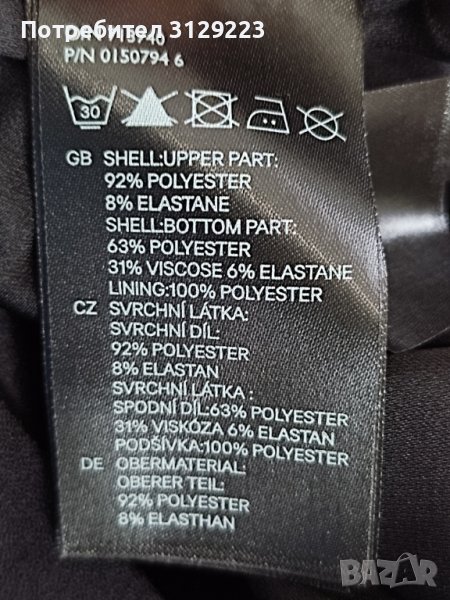 Потребител 3129223
P/N 0150794 6
30
GB SHELL:UPPER PART:
92% POLYESTER
8% ELASTANE
SHELL:BOTTOM PART:
63% POLYESTER
31% VISCOSE 6% ELASTANE
LINING:100% POLYESTER
CZ SVRCHNÍ LÁTKA:
SVRCHNÍ DÍL:
92% POLYESTER
8% ELASTAN
SVRCHNÍ LÁTKA :
SPODNÍ DÍL:63% POLYESTER
31% VISKÓZA 6% ELASTAN
PODŠÍVKA:100% POLYESTER
DE OBERMATERIAL:
OBERER TEIL:
92% POLYESTER
8% ELASTHAN
BAZAR